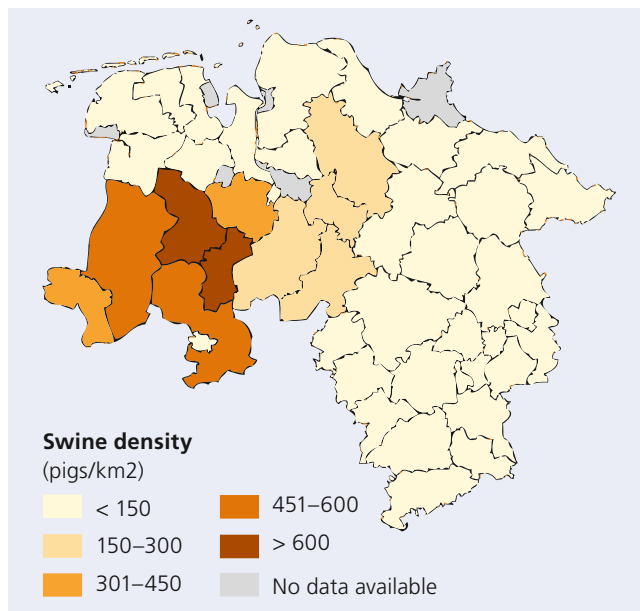 Swine density
(pigs/km2)
< 150
150–300
301–450
451–600
> 600
No data available